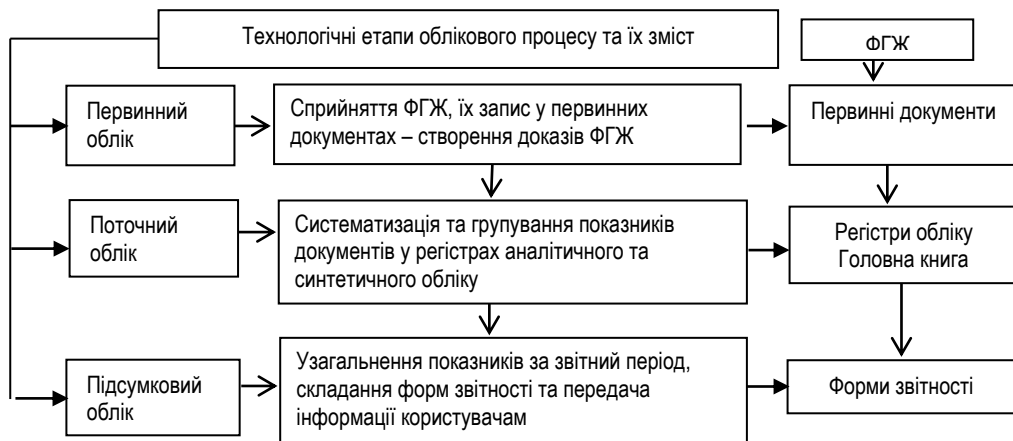 Технологічні етапи облікового процесу та їх зміст
ФГЖ
Первинний
облік
Сприйняття ФГЖ, їх запис у первинних
документах – створення доказів ФГЖ
Первинні документи
Поточний
облік
Систематизація та групування показників
документів у регістрах аналітичного та
синтетичного обліку
Регістри обліку
Головна книга
Підсумковий
облік
Узагальнення показників за звітний період,
складання форм звітності та передача
інформації користувачам
Форми звітності